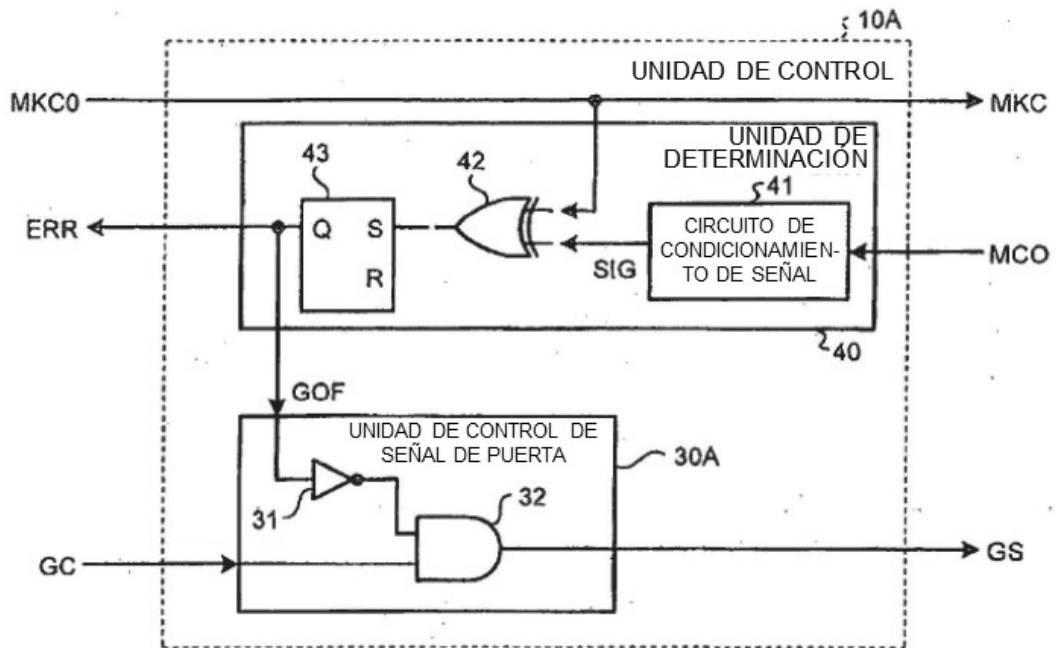 10A
UNIDAD DE CONTROL
MKC0
MKC
UNIDAD DE
DETERMINACIÓN
43
42
41
ERR
Q
S
R
SIG
CIRCUITO DE
CONDICIONAMIEN-
TO DE SEÑAL
MCO
40
GOF
UNIDAD DE CONTROL DE
SEÑAL DE PUERTA
30A
31
32
GC
GS